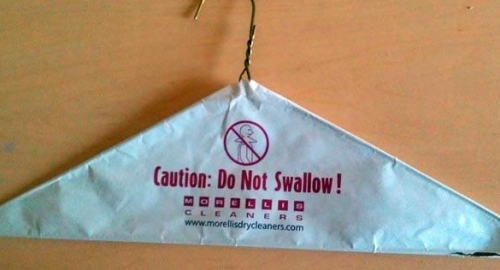 Caution: Do Not Swallow!
MORELLIS
CLEANERS
www.morellisdrycleaners.com